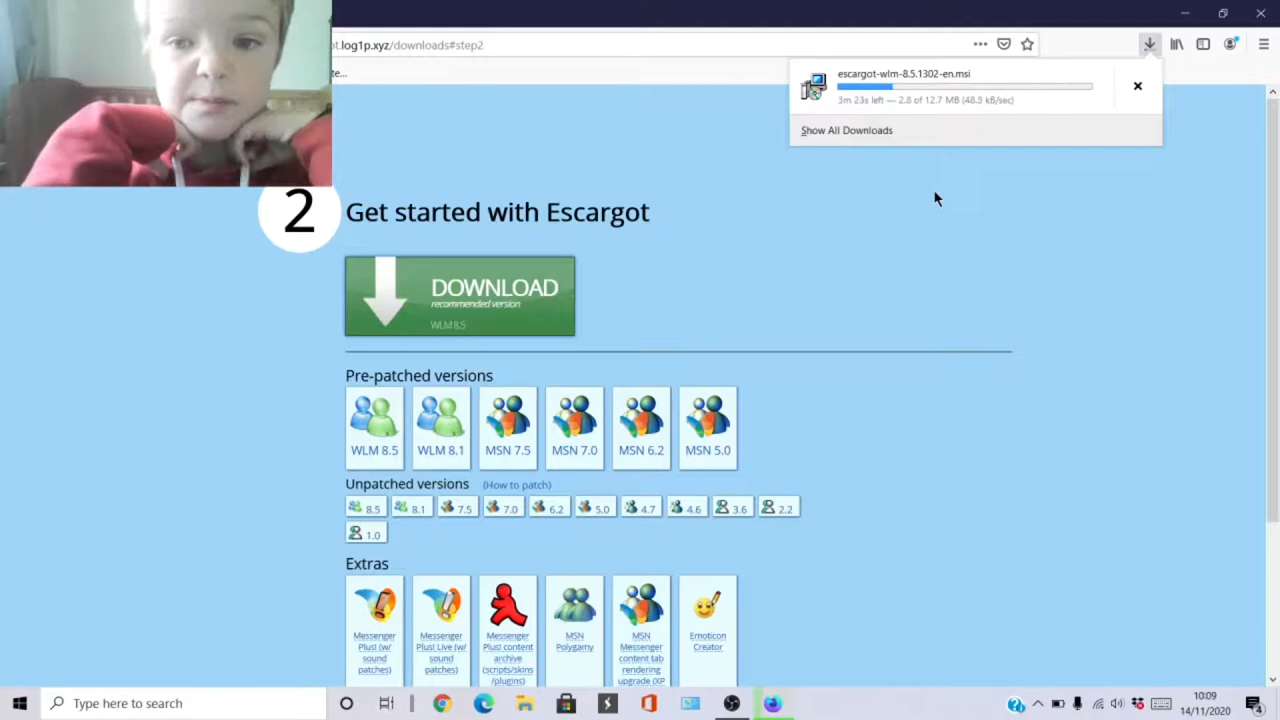 t.log1p.xyz/downloads#step2
te...
escargot-wlm-8.5.1302-en.msi
3m 23s left — 2.8 of 12.7 MB (48.8 kB/sec)
Show All Downloads
2 Get started with Escargot
DOWNLOAD
recommended version
WLM 8.5
Pre-patched versions
WLM 8.5 WLM 8.1 MSN 7.5 MSN 7.0 MSN 6.2 MSN 5.0
Unpatched versions (How to patch)
8.5 8.1 7.5 7.0 6.2 5.0 4.7 4.6 3.6 2.2
1.0
Extras
Messenger Plus! (w/ sound patches)
Messenger Plus! Live (w/ sound patches)
Messenger Plus! content archive (scripts/skins/plugins)
MSN Polygamy
MSN Messenger content tab rendering upgrade (XP
Emoticon Creator
Type here to search
10:09
14/11/2020
4